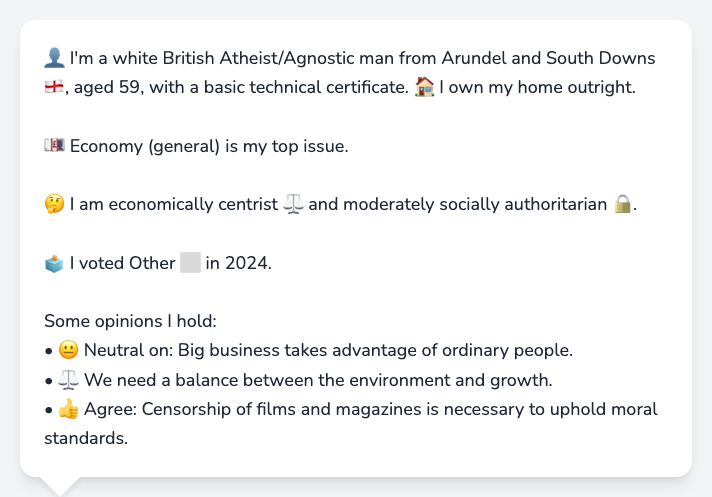 👤 I'm a white British Atheist/Agnostic man from Arundel and South Downs
🏴󠁧󠁢󠁥󠁮󠁧󠁿, aged 59, with a basic technical certificate. 🏠 I own my home outright.
💷 Economy (general) is my top issue.
🤔 I am economically centrist ⚖️ and moderately socially authoritarian 🔒.
🗳️ I voted Other ⬜ in 2024.
Some opinions I hold:
• 😐 Neutral on: Big business takes advantage of ordinary people.
• ⚖️ We need a balance between the environment and growth.
• 👍 Agree: Censorship of films and magazines is necessary to uphold moral
standards.